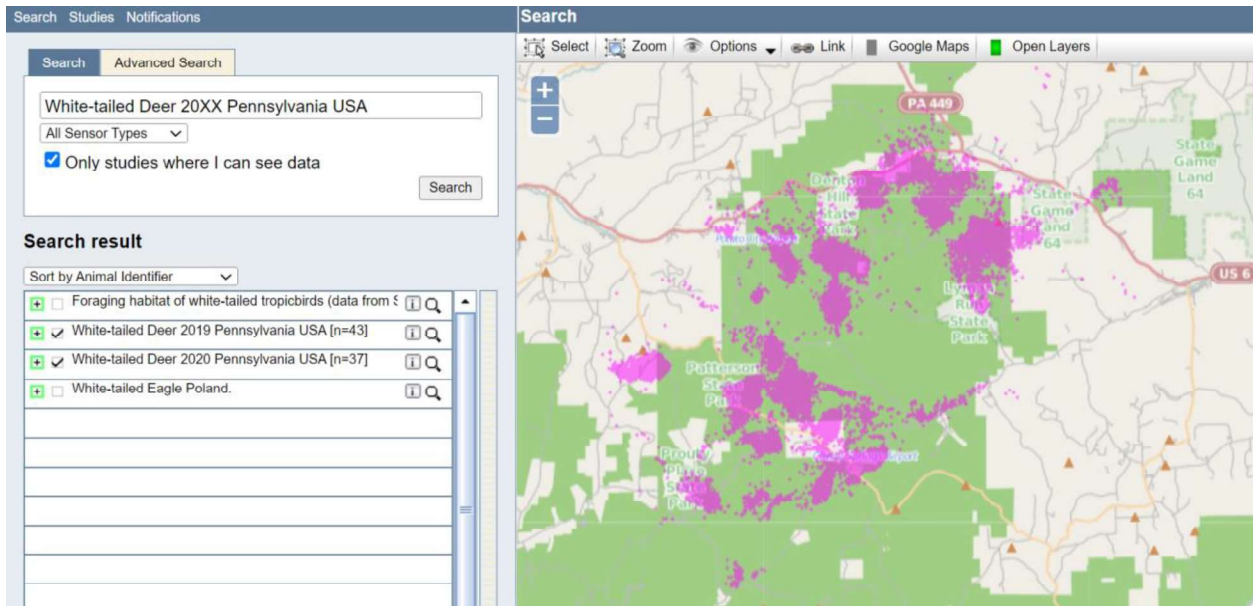 Search Studies Notifications
Search
Search Advanced Search
White-tailed Deer 20XX Pennsylvania USA
All Sensor Types
Only studies where I can see data
Search
Search result
Sort by Animal Identifier
Foraging habitat of white-tailed tropicbirds (data from S
White-tailed Deer 2019 Pennsylvania USA [n=43]
White-tailed Deer 2020 Pennsylvania USA [n=37]
White-tailed Eagle Poland.
Select Zoom Options Link Google Maps Open Layers
PA 449
State
Game
Land
64
Denton
Hill
State
Park
State
Game
Land
64
US 6
Lyman
Run
State
Park
Patterson
State
Park
Prouty
Place
State
Park